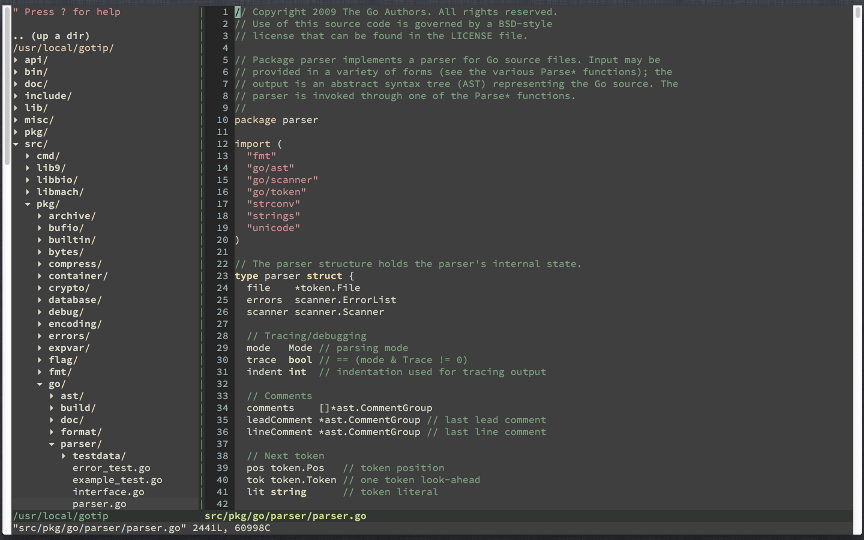 " Press ? for help
.. (up a dir)
/usr/local/gotip/
api/
bin/
doc/
include/
lib/
misc/
pkg/
src/
cmd/
lib9/
libbio/
libmach/
pkg/
archive/
bufio/
builtin/
bytes/
compress/
container/
crypto/
database/
debug/
encoding/
errors/
expvar/
flag/
fmt/
go/
ast/
build/
doc/
format/
parser/
testdata/
error_test.go
example_test.go
interface.go
parser.go
/usr/local/gotip
1 // Copyright 2009 The Go Authors. All rights reserved.
2 // Use of this source code is governed by a BSD-style
3 // license that can be found in the LICENSE file.
4
5 // Package parser implements a parser for Go source files. Input may be
6 // provided in a variety of forms (see the various Parse* functions); the
7 // output is an abstract syntax tree (AST) representing the Go source. The
8 // parser is invoked through one of the Parse* functions.
9 //
10 package parser
11
12 import (
13 "fmt"
14 "go/ast"
15 "go/scanner"
16 "go/token"
17 "strconv"
18 "strings"
19 "unicode"
20 )
21
22 // The parser structure holds the parser's internal state.
23 type parser struct {
24 file *token.File
25 errors scanner.ErrorList
26 scanner scanner.Scanner
27
28 // Tracing/debugging
29 mode Mode // parsing mode
30 trace bool // == (mode & Trace != 0)
31 indent int // indentation used for tracing output
32
33 // Comments
34 comments []*ast.CommentGroup
35 leadComment *ast.CommentGroup // last lead comment
36 lineComment *ast.CommentGroup // last line comment
37
38 // Next token
39 pos token.Pos // token position
40 tok token.Token // one token look-ahead
41 lit string // token literal
42
src/pkg/go/parser/parser.go
"src/pkg/go/parser/parser.go" 2441L, 60998C